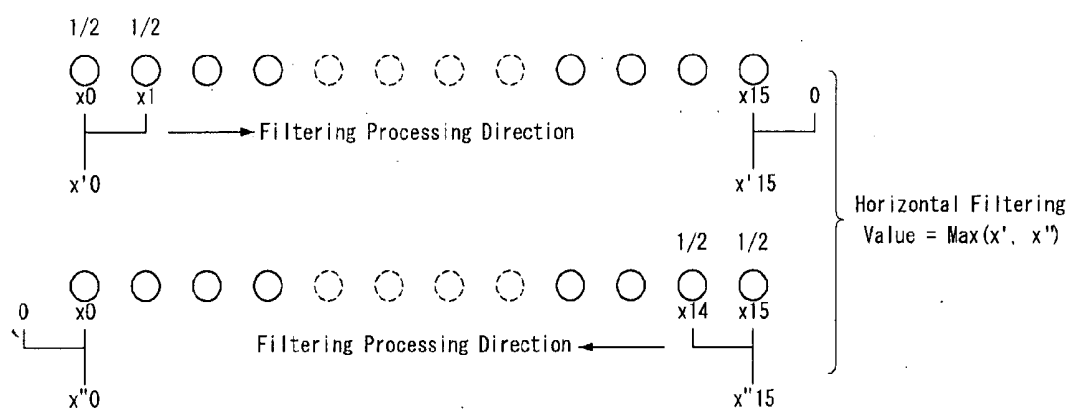 1/2 1/2
x0 x1 x15 0
Filtering Processing Direction
x'0 x'15
Horizontal Filtering
Value = Max(x', x")
1/2 1/2
0 x0 x14 x15
Filtering Processing Direction
x"0 x"15